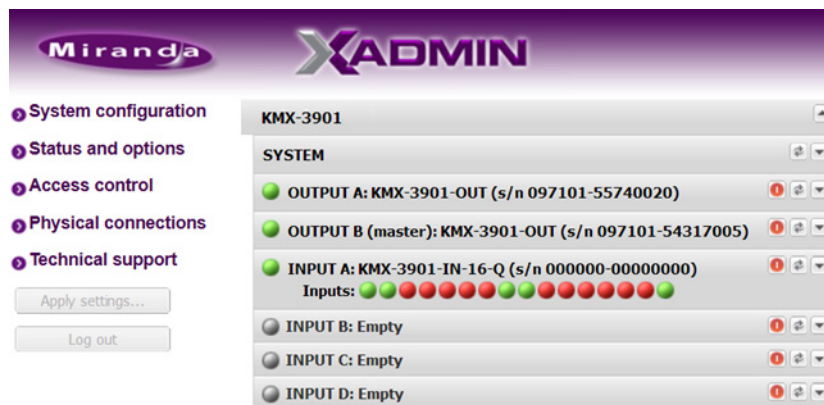 Miranda
XADMIN
System configuration
Status and options
Access control
Physical connections
Technical support
Apply settings...
Log out
KMX-3901
SYSTEM
OUTPUT A: KMX-3901-OUT (s/n 097101-55740020)
OUTPUT B (master): KMX-3901-OUT (s/n 097101-54317005)
INPUT A: KMX-3901-IN-16-Q (s/n 000000-00000000)
Inputs:
INPUT B: Empty
INPUT C: Empty
INPUT D: Empty